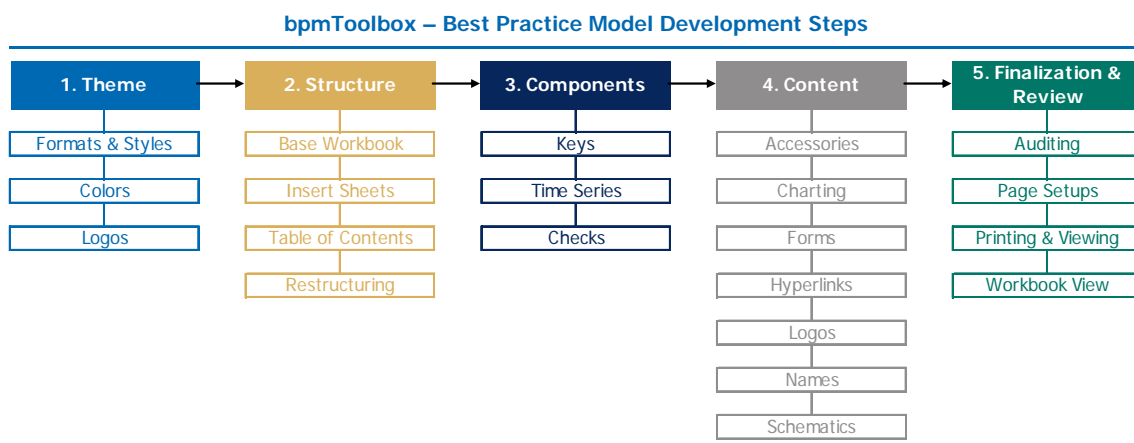 bpmToolbox – Best Practice Model Development Steps
1. Theme
Formats & Styles
Colors
Logos
2. Structure
Base Workbook
Insert Sheets
Table of Contents
Restructuring
3. Components
Keys
Time Series
Checks
4. Content
Accessories
Charting
Forms
Hyperlinks
Logos
Names
Schematics
5. Finalization &
Review
Auditing
Page Setups
Printing & Viewing
Workbook View